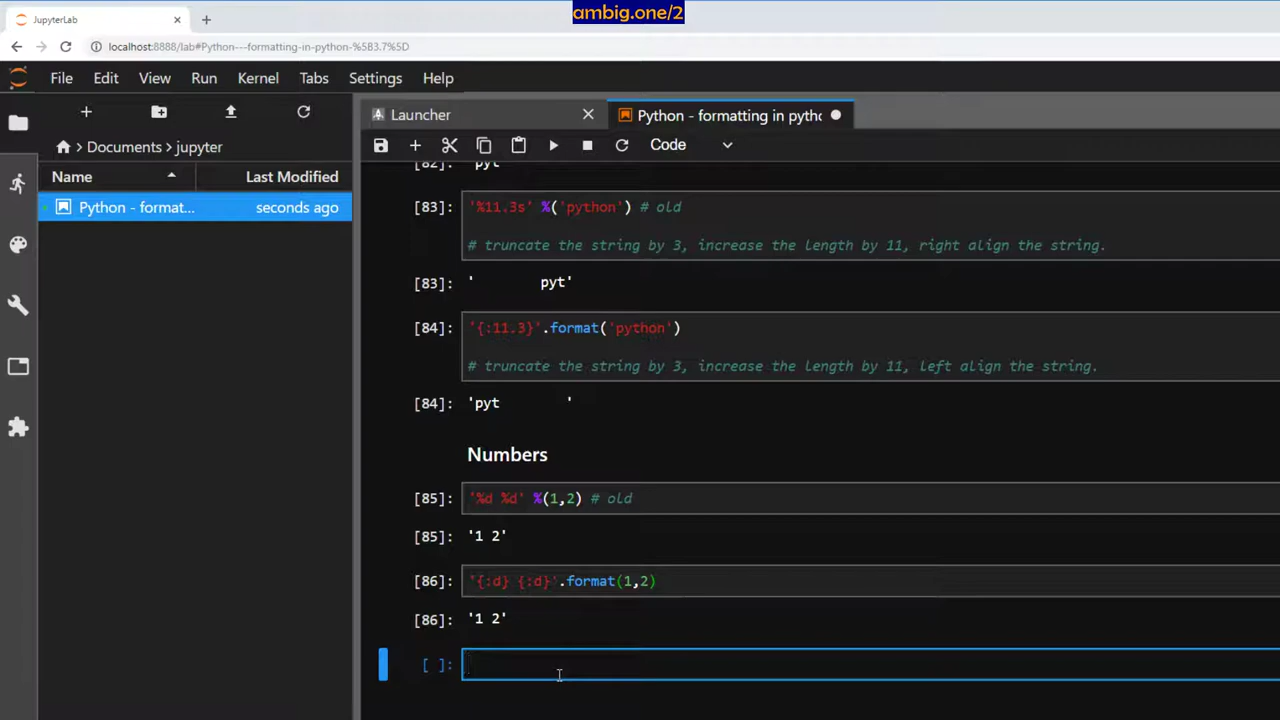 ambig.one/2
JupyterLab
localhost:8888/lab#Python---formatting-in-python-%5B3.7%5D
File Edit View Run Kernel Tabs Settings Help
Launcher
Python - formatting in pytho
Code
Documents > jupyter
Name Last Modified
Python - format... seconds ago
[82]: 'pyt'
[83]: '%11.3s' %('python') # old
# truncate the string by 3, increase the length by 11, right align the string.
[83]: '        pyt'
[84]: '{:11.3}'.format('python')
# truncate the string by 3, increase the length by 11, left align the string.
[84]: 'pyt        '
Numbers
[85]: '%d %d' %(1,2) # old
[85]: '1 2'
[86]: '{:d} {:d}'.format(1,2)
[86]: '1 2'
[ ]: